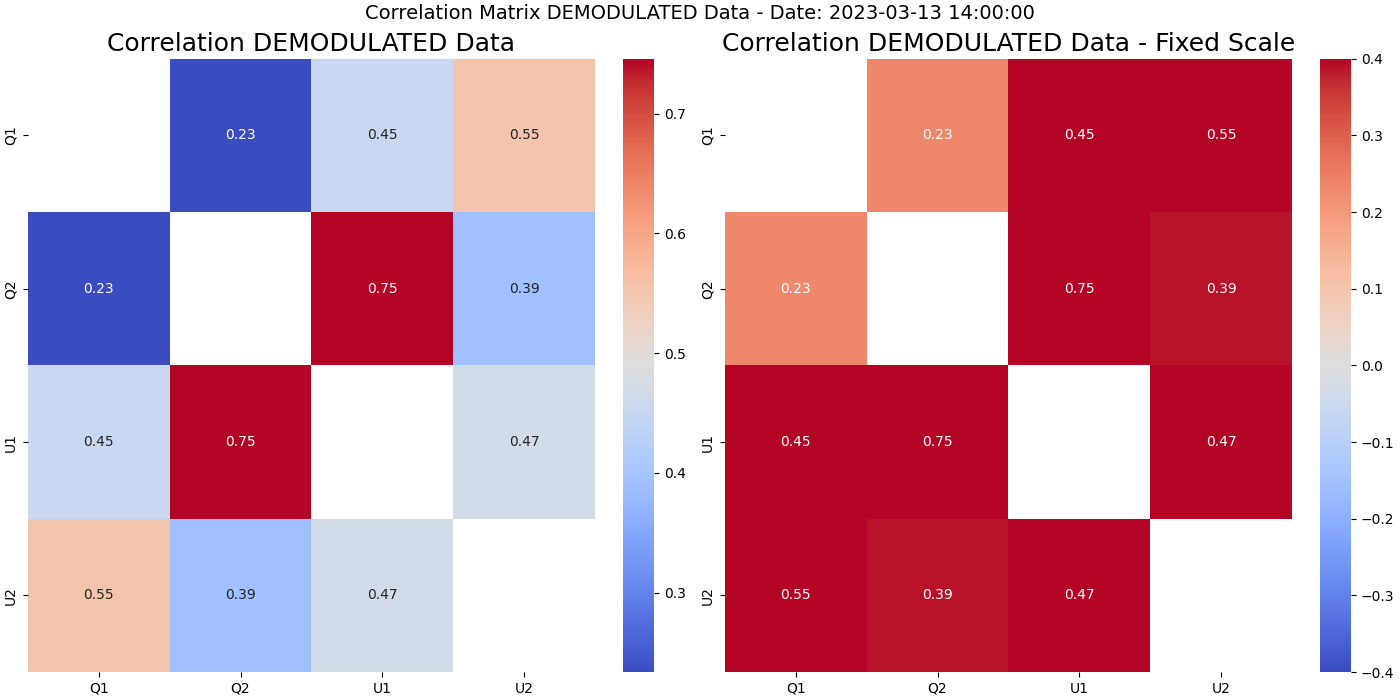 Correlation Matrix DEMODULATED Data - Date: 2023-03-13 14:00:00
Correlation DEMODULATED Data
Q1 0.23 0.45 0.55
Q2 0.23 0.75 0.39
U1 0.45 0.75 0.47
U2 0.55 0.39 0.47
Q1 Q2 U1 U2
0.7
0.6
0.5
0.4
0.3
Correlation DEMODULATED Data - Fixed Scale
Q1 0.23 0.45 0.55
Q2 0.23 0.75 0.39
U1 0.45 0.75 0.47
U2 0.55 0.39 0.47
Q1 Q2 U1 U2
0.4
0.3
0.2
0.1
0.0
−0.1
−0.2
−0.3
−0.4